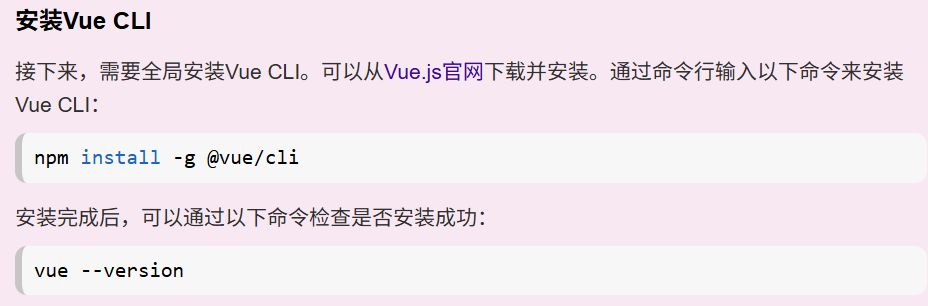 安装Vue CLI
接下来，需要全局安装Vue CLI。可以从Vue.js官网下载并安装。通过命令行输入以下命令来安装
Vue CLI：
npm install -g @vue/cli
安装完成后，可以通过以下命令检查是否安装成功：
vue --version